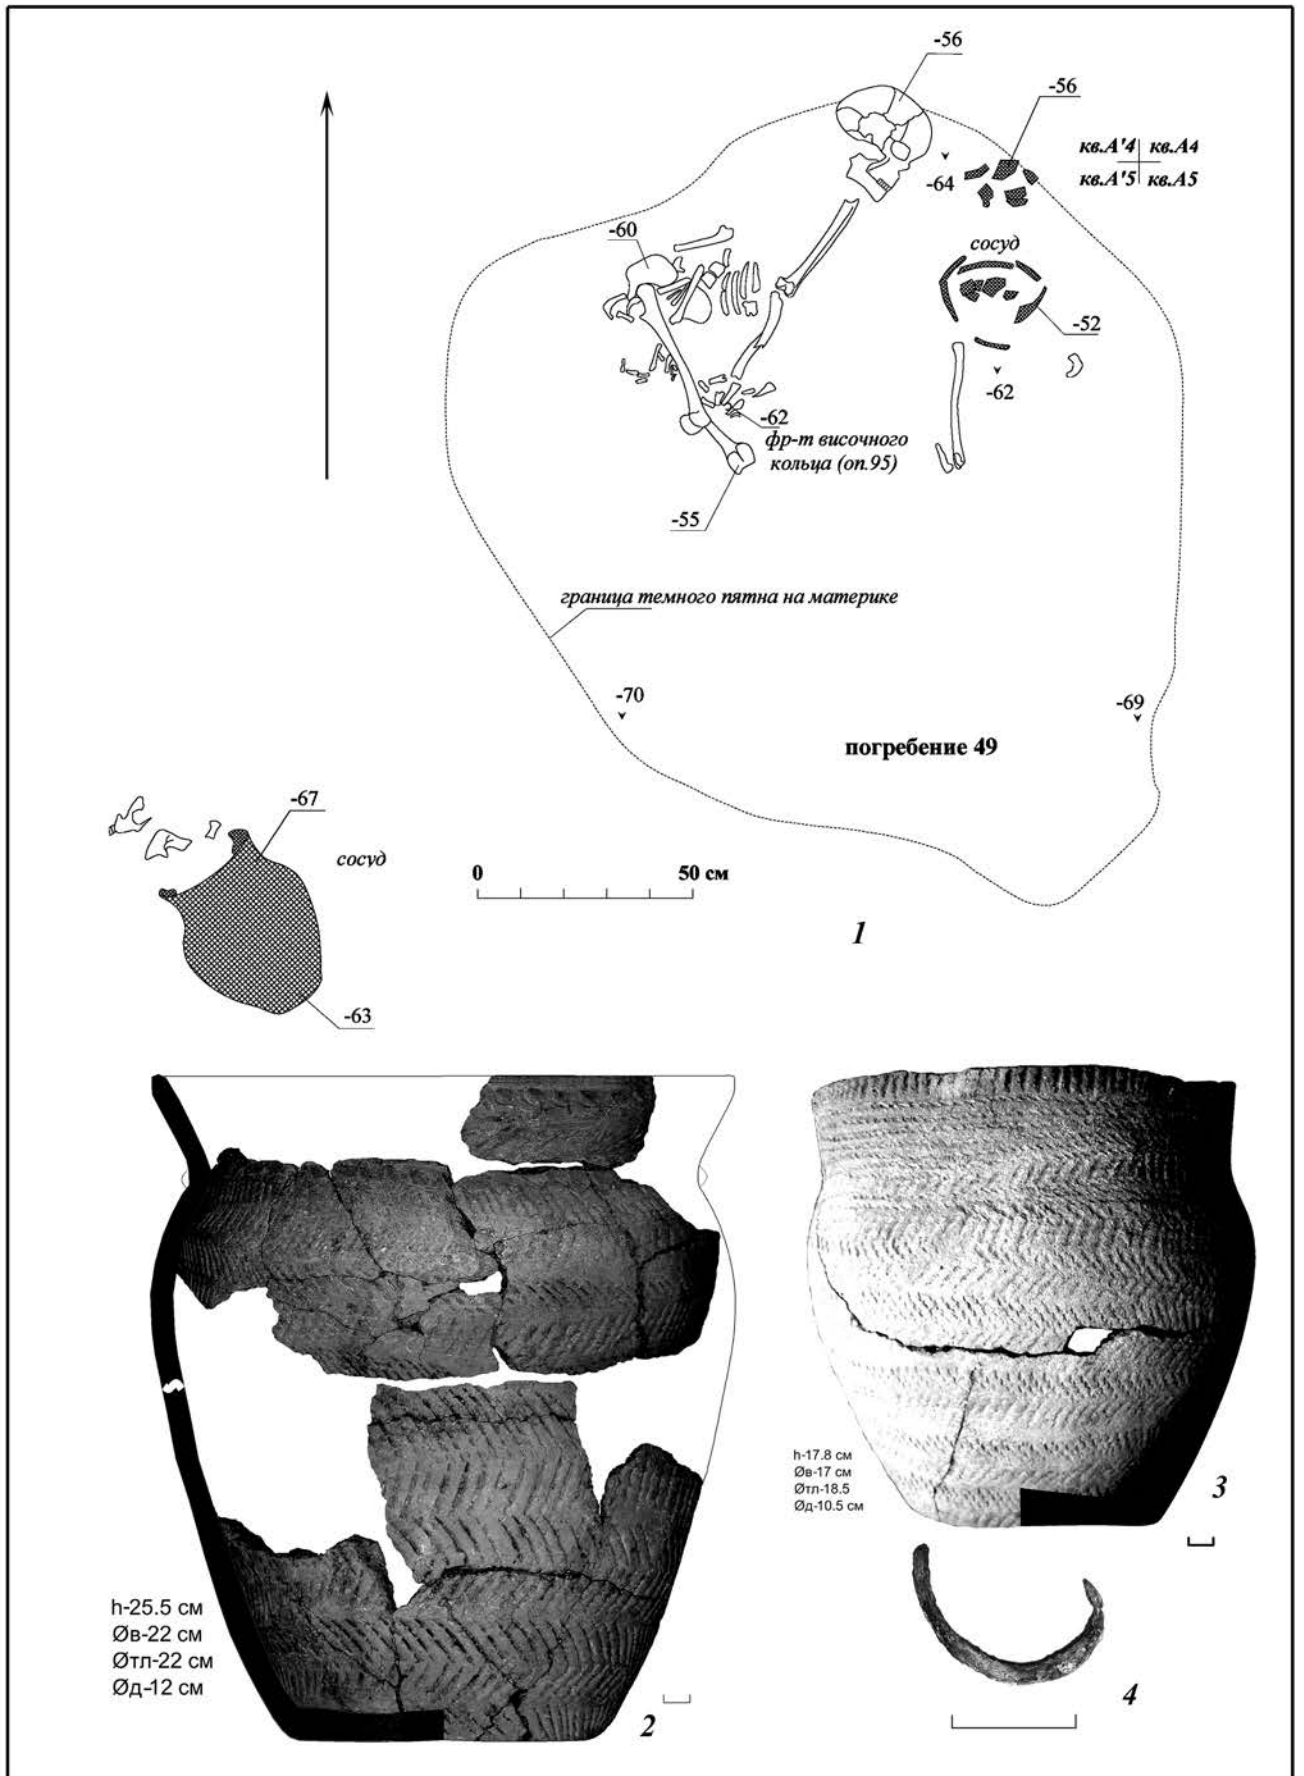 -56
-56
кв.А'4 кв.А4
кв.А'5 кв.А5
-64
-60
сосуд
-52
-62
-62
фр-т височного
кольца (оп.95)
-55
граница темного пятна на материке
-70
-69
погребение 49
-67
сосуд
0 50 см
1
-63
h-17.8 см
Øв-17 см
Øтл-18.5
Øд-10.5 см
3
h-25.5 см
Øв-22 см
Øтл-22 см
Øд-12 см
2
4